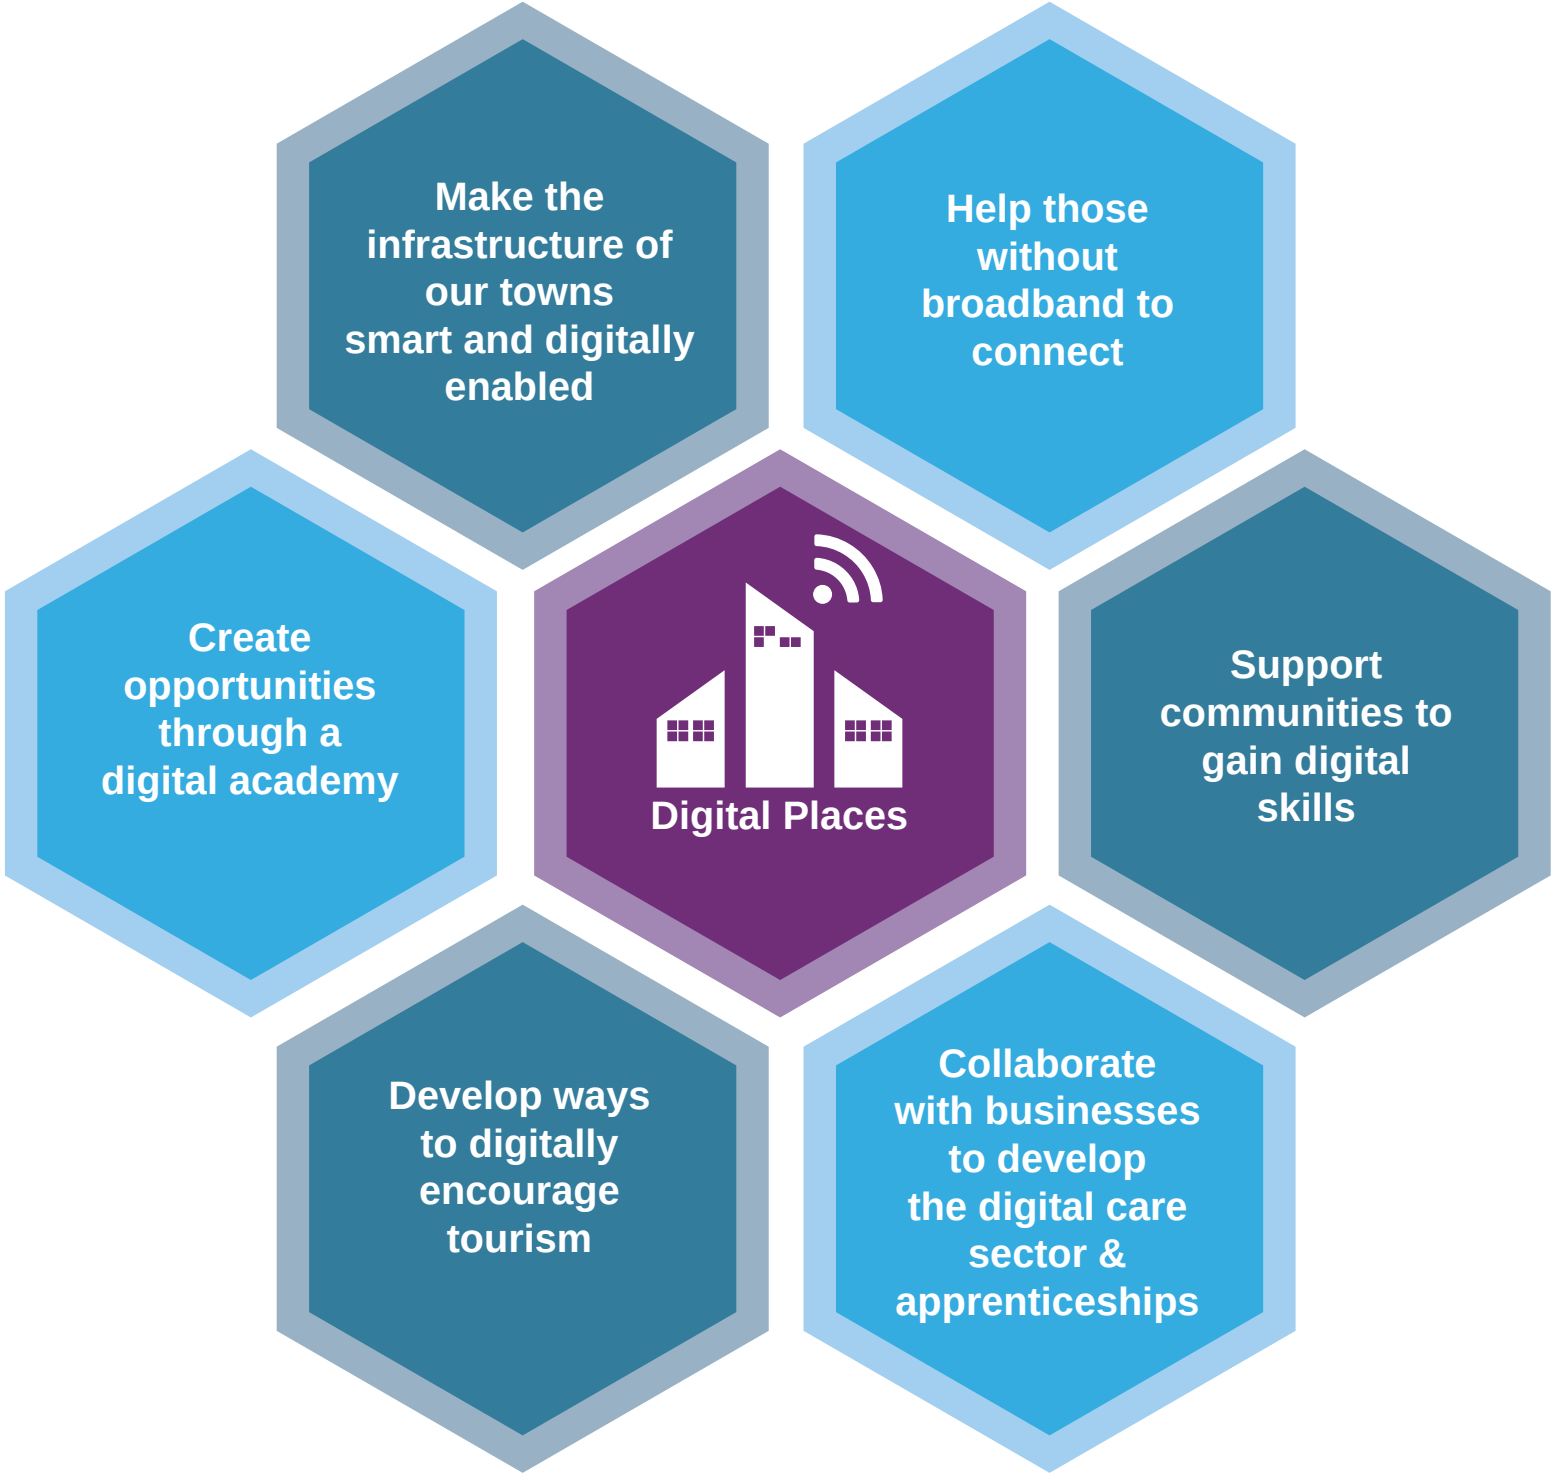 Make the
infrastructure of
our towns
smart and digitally
enabled
Help those
without
broadband to
connect
Create
opportunities
through a
digital academy
Digital Places
Support
communities to
gain digital
skills
Develop ways
to digitally
encourage
tourism
Collaborate
with businesses
to develop
the digital care
sector &
apprenticeships